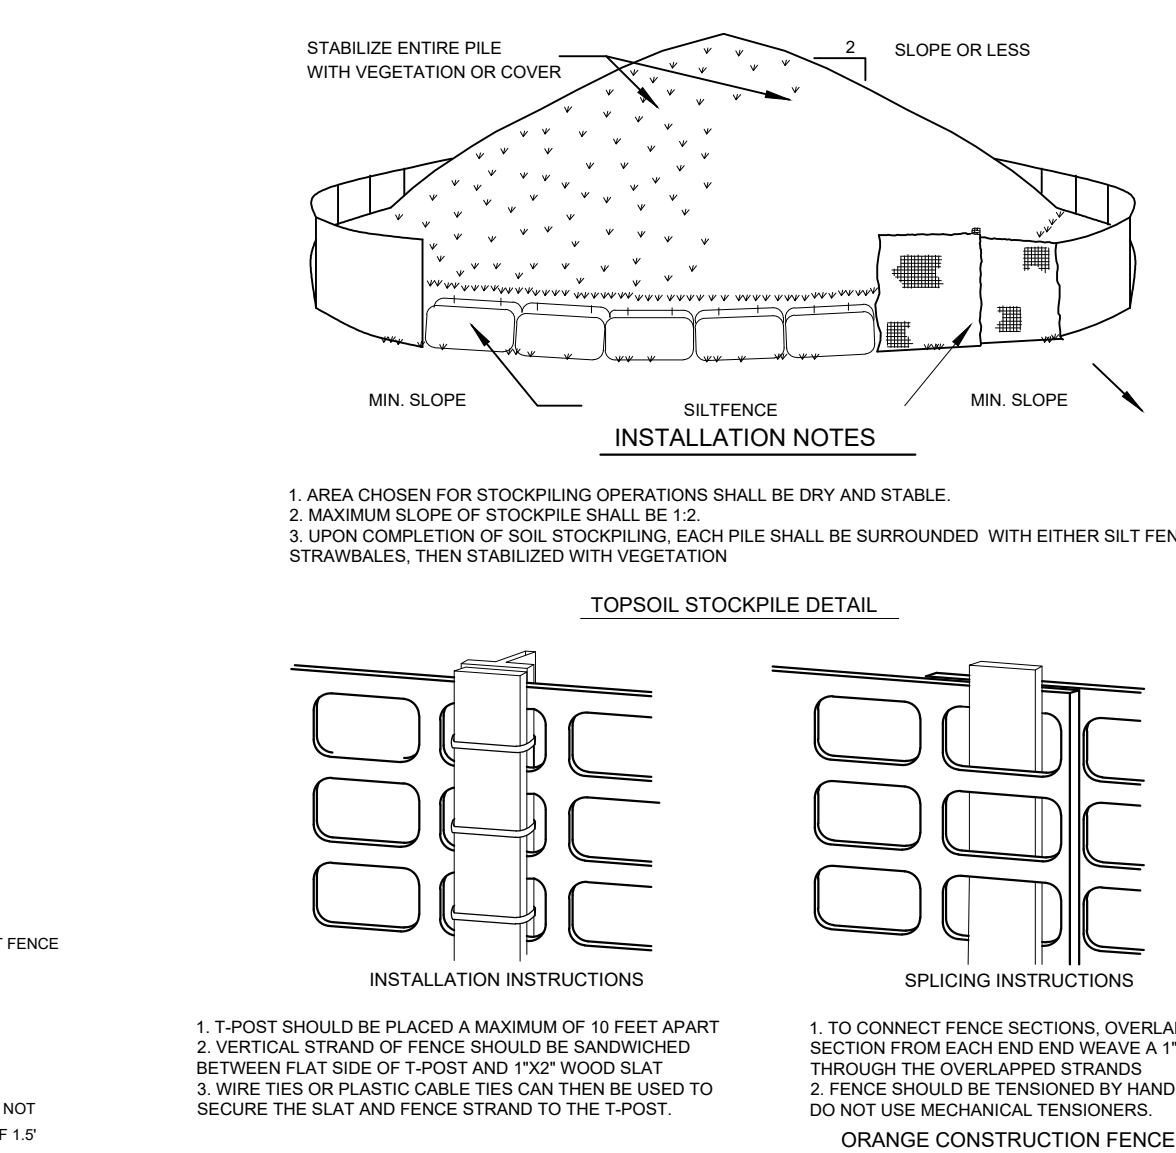 STABILIZE ENTIRE PILE
WITH VEGETATION OR COVER
2
SLOPE OR LESS
MIN. SLOPE
SILTFENCE
MIN. SLOPE
INSTALLATION NOTES
1. AREA CHOSEN FOR STOCKPILING OPERATIONS SHALL BE DRY AND STABLE.
2. MAXIMUM SLOPE OF STOCKPILE SHALL BE 1:2.
3. UPON COMPLETION OF SOIL STOCKPILING, EACH PILE SHALL BE SURROUNDED WITH EITHER SILT FEN
STRAWBALES, THEN STABILIZED WITH VEGETATION
TOPSOIL STOCKPILE DETAIL
T FENCE
NOT
F 1.5'
INSTALLATION INSTRUCTIONS
1. T-POST SHOULD BE PLACED A MAXIMUM OF 10 FEET APART
2. VERTICAL STRAND OF FENCE SHOULD BE SANDWICHED
BETWEEN FLAT SIDE OF T-POST AND 1"X2" WOOD SLAT
3. WIRE TIES OR PLASTIC CABLE TIES CAN THEN BE USED TO
SECURE THE SLAT AND FENCE STRAND TO THE T-POST.
SPLICING INSTRUCTIONS
1. TO CONNECT FENCE SECTIONS, OVERLA
SECTION FROM EACH END END WEAVE A 1"
THROUGH THE OVERLAPPED STRANDS
2. FENCE SHOULD BE TENSIONED BY HAND
DO NOT USE MECHANICAL TENSIONERS.
ORANGE CONSTRUCTION FENCE